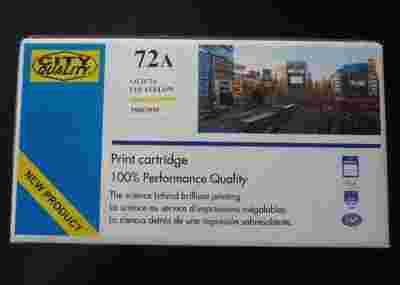 CITY
QUALITY
72A
Print cartridge
100% Performance Quality
The science behind brilliant printing.
La science au service d'impressions inégalables.
La ciencia detrás de una impresión sobresaliente.
NEW PRODUCT